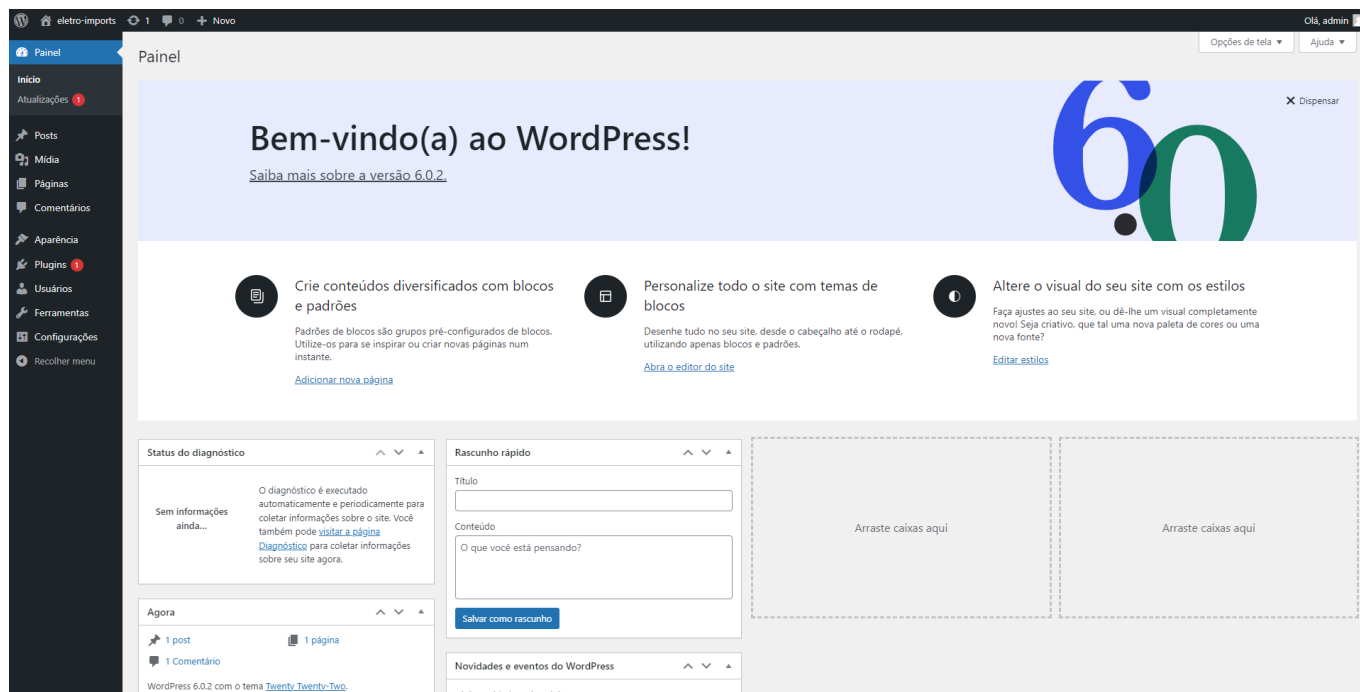 eletro-imports 1 0 Novo
Olá, admin
Painel
Início
Atualizações 1
Posts
Mídia
Páginas
Comentários
Aparência
Plugins 1
Usuários
Ferramentas
Configurações
Recolher menu
Painel
Opções de tela
Ajuda
Bem-vindo(a) ao WordPress!
Saiba mais sobre a versão 6.0.2.
6.0
Dispensar
Crie conteúdos diversificados com blocos
e padrões
Padrões de blocos são grupos pré-configurados de blocos.
Utilize-os para se inspirar ou criar novas páginas num
instante.
Adicionar nova página
Personalize todo o site com temas de
blocos
Desenhe tudo no seu site, desde o cabeçalho até o rodapé,
utilizando apenas blocos e padrões.
Abra o editor do site
Altere o visual do seu site com os estilos
Faça ajustes ao seu site, ou dê-lhe um visual completamente
novo! Seja criativo, que tal uma nova paleta de cores ou uma
nova fonte?
Editar estilos
Status do diagnóstico
Sem informações
ainda...
O diagnóstico é executado
automaticamente e periodicamente para
coletar informações sobre o site. Você
também pode visitar a página
Diagnóstico para coletar informações
sobre seu site agora.
Agora
1 post
1 página
1 Comentário
WordPress 6.0.2 com o tema Twenty Twenty-Two.
Rascunho rápido
Título
Conteúdo
O que você está pensando?
Salvar como rascunho
Novidades e eventos do WordPress
Arraste caixas aqui
Arraste caixas aqui